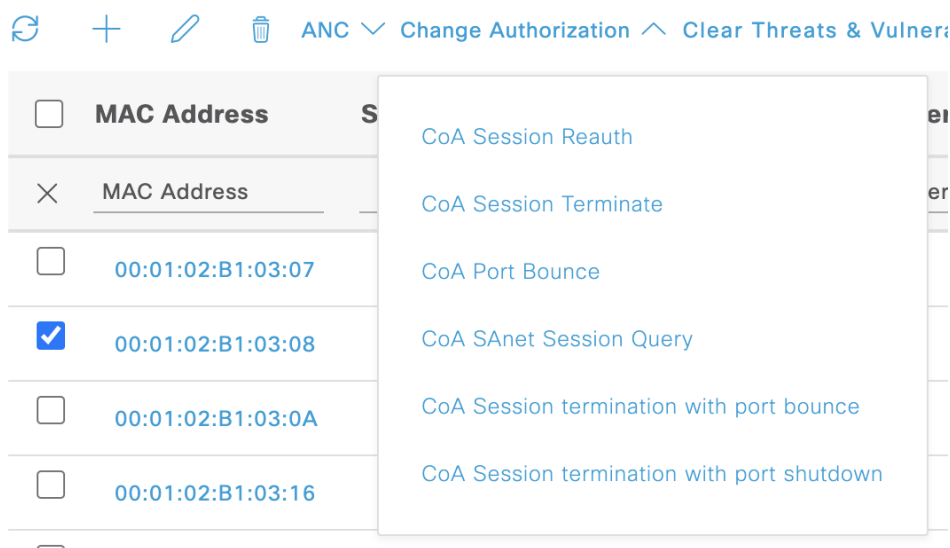 ANC Change Authorization Clear Threats & Vulnera
MAC Address S
MAC Address
CoA Session Reauth
CoA Session Terminate
CoA Port Bounce
CoA SAnet Session Query
CoA Session termination with port bounce
CoA Session termination with port shutdown
00:01:02:B1:03:07
00:01:02:B1:03:08
00:01:02:B1:03:0A
00:01:02:B1:03:16